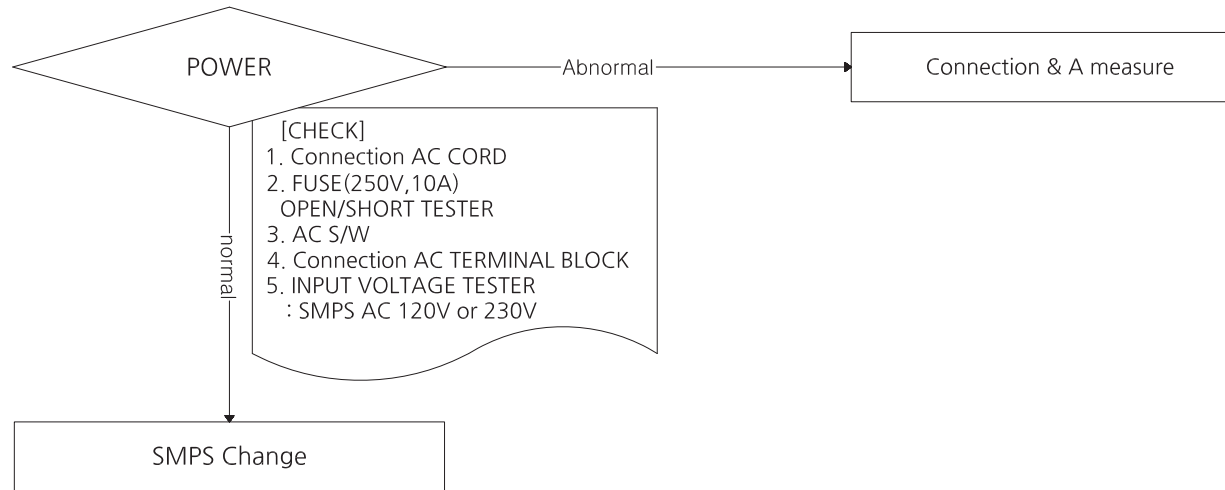 POWER
Abnormal
Connection & A measure
[CHECK]
1. Connection AC CORD
2. FUSE(250V,10A)
OPEN/SHORT TESTER
3. AC S/W
4. Connection AC TERMINAL BLOCK
5. INPUT VOLTAGE TESTER
: SMPS AC 120V or 230V
normal
SMPS Change